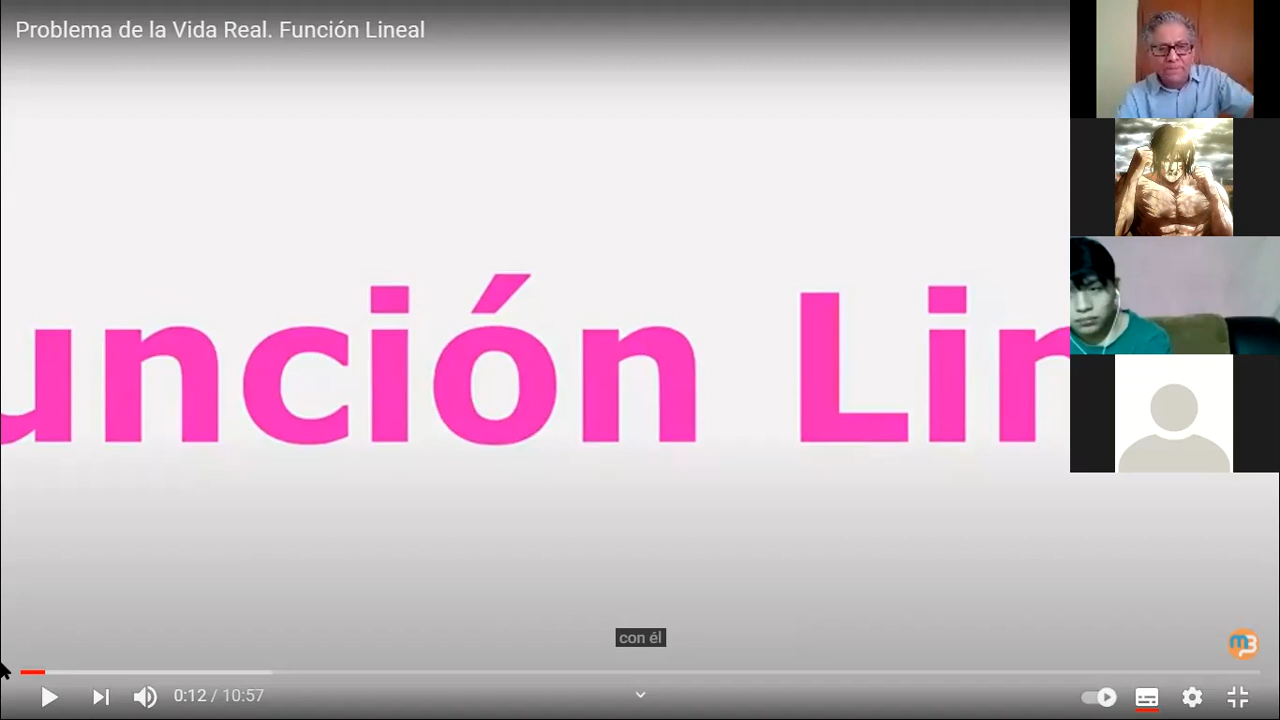 Problema de la Vida Real. Función Lineal
unción Lin
con él
0:12 / 10:57